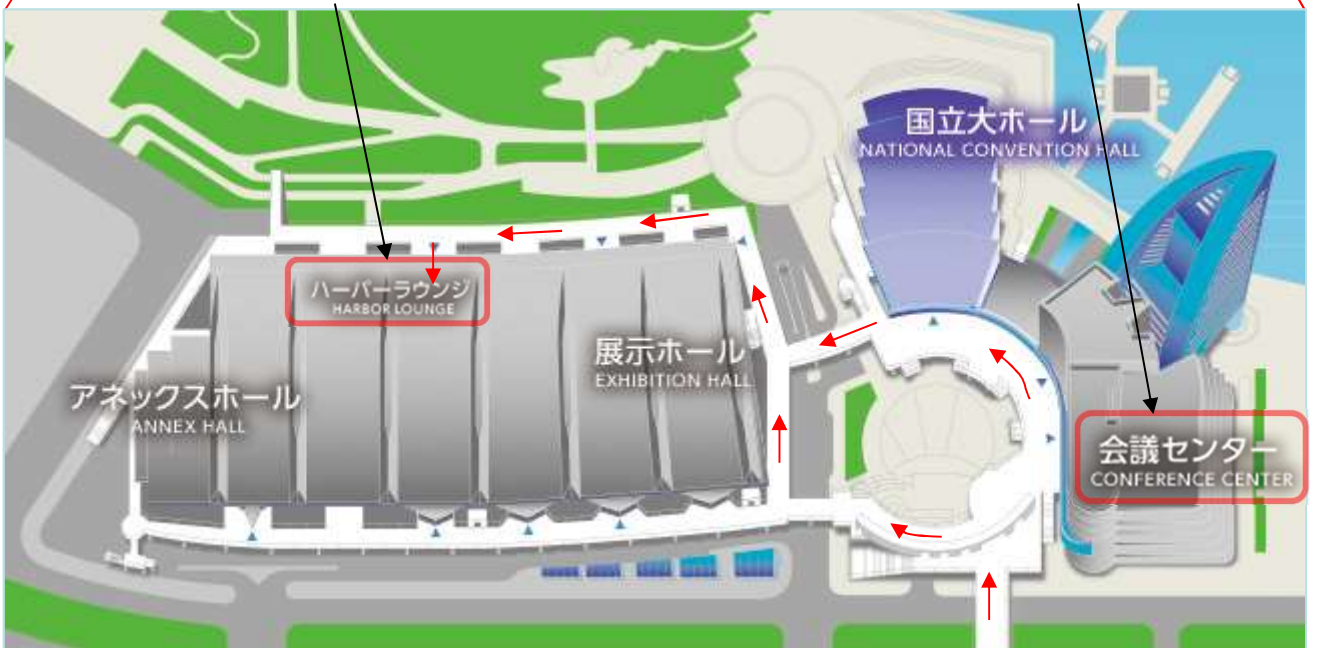 国立大ホール
NATIONAL CONVENTION HALL
ハーバーラウンジ
HARBOR LOUNGE
展示ホール
EXHIBITION HALL
アネックスホール
ANNEX HALL
会議センター
CONFERENCE CENTER